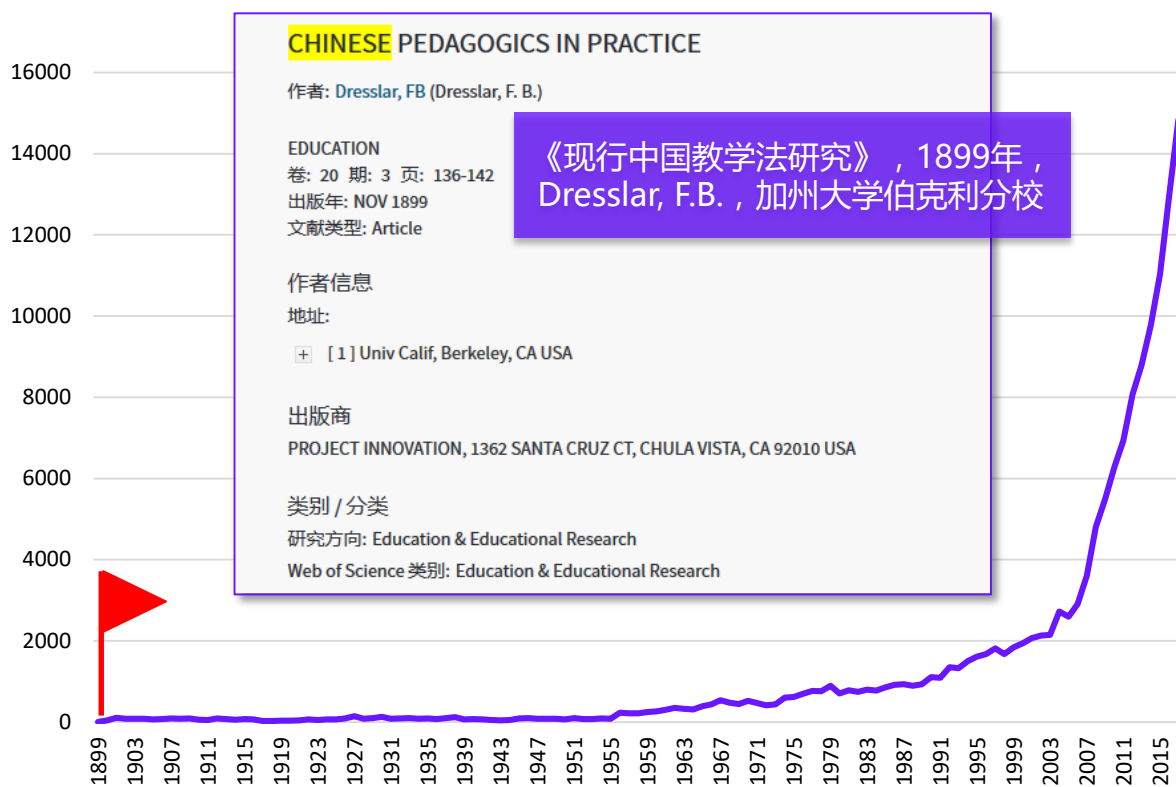 CHINESE PEDAGOGICS IN PRACTICE
作者: Dresslar, FB (Dresslar, F. B.)
EDUCATION
卷: 20 期: 3 页: 136-142
出版年: NOV 1899
文献类型: Article
《现行中国教学法研究》，1899年，
Dresslar, F.B.，加州大学伯克利分校
作者信息
地址:
[ 1 ] Univ Calif, Berkeley, CA USA
出版商
PROJECT INNOVATION, 1362 SANTA CRUZ CT, CHULA VISTA, CA 92010 USA
类别 / 分类
研究方向: Education & Educational Research
Web of Science 类别: Education & Educational Research
16000
14000
12000
10000
8000
6000
4000
2000
0
1899
1903
1907
1911
1915
1919
1923
1927
1931
1935
1939
1943
1947
1951
1955
1959
1963
1967
1971
1975
1979
1983
1987
1991
1995
1999
2003
2007
2011
2015